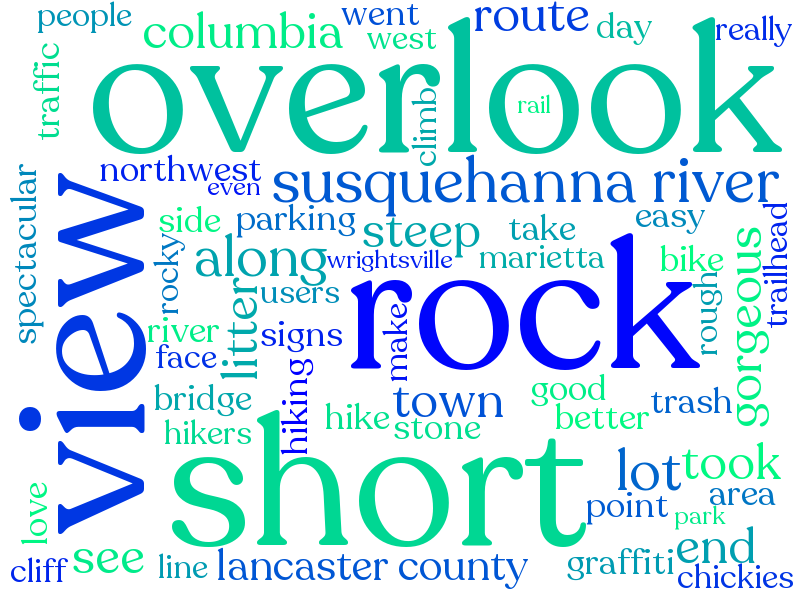 people
went
route
day
really
columbia
west
traffic
overlook
climb
rail
northwest
even
susquehanna river
spectacular
view
side
parking
steep
take
easy
trailhead
rocky
along
wrightsville
marietta
bike
gorgeous
litter
users
rock
rough
river
signs
make
face
hiking
bridge
hike
town
good
trash
hikers
stone
better
short
lot
took
love
point
area
park
see
end
cliff
line
lancaster county
graffiti
chickies